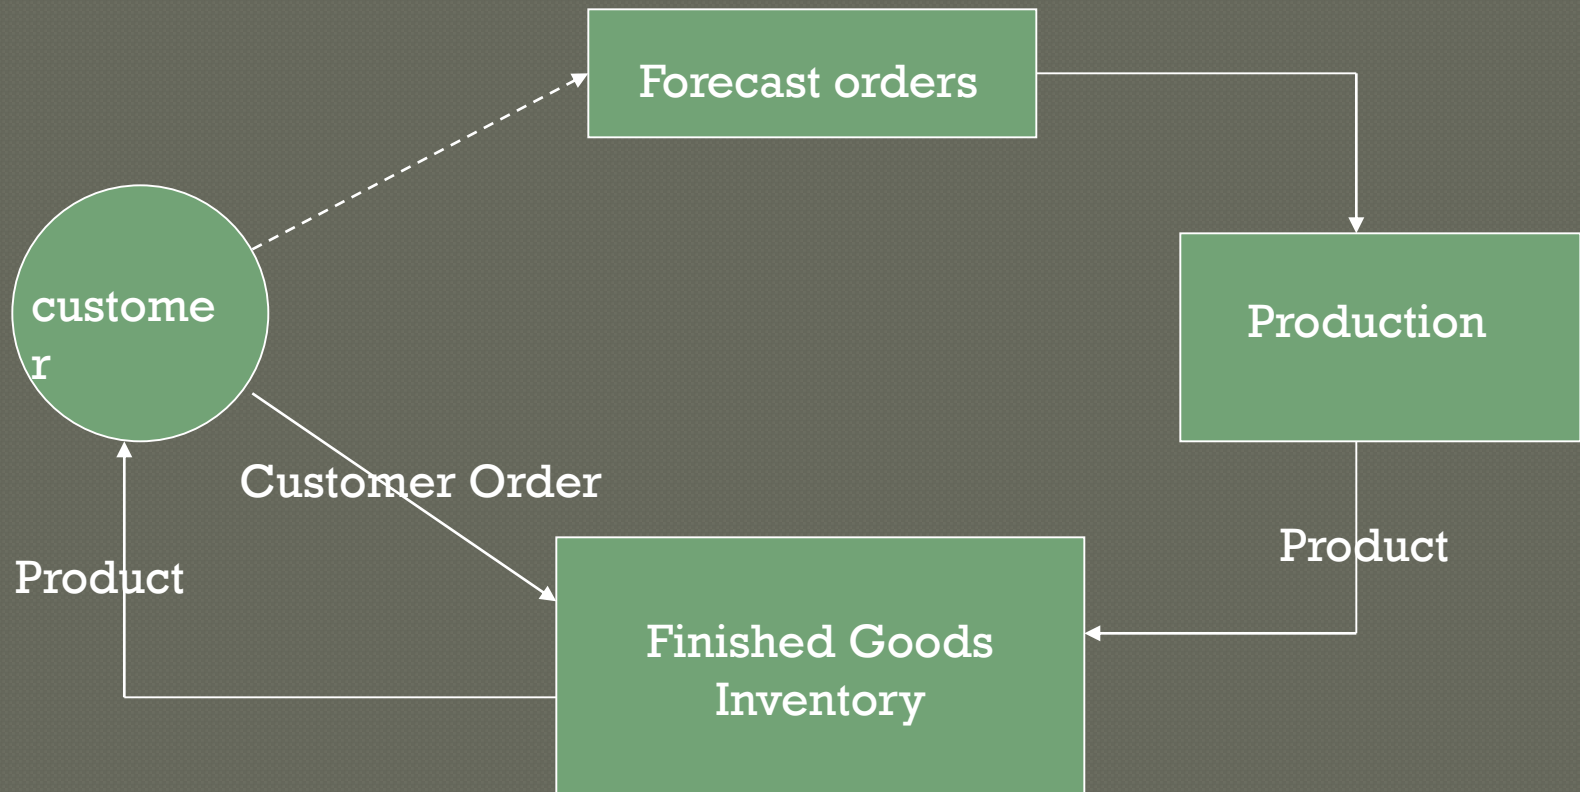 Forecast orders
custome
r
Production
Customer Order
Product
Product
Finished Goods
Inventory